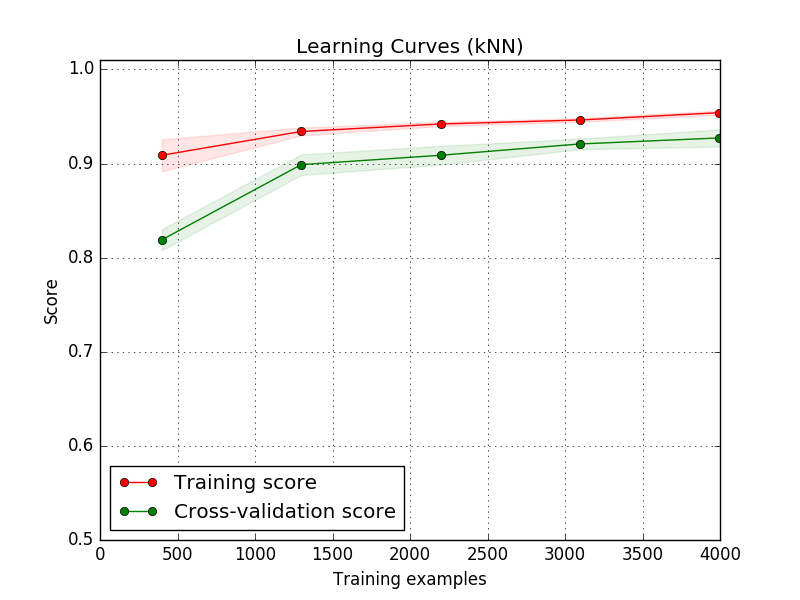 Learning Curves (kNN)
1.0
0.9
0.8
0.7
0.6
0.5
Score
Training score
Cross-validation score
0 500 1000 1500 2000 2500 3000 3500 4000
Training examples